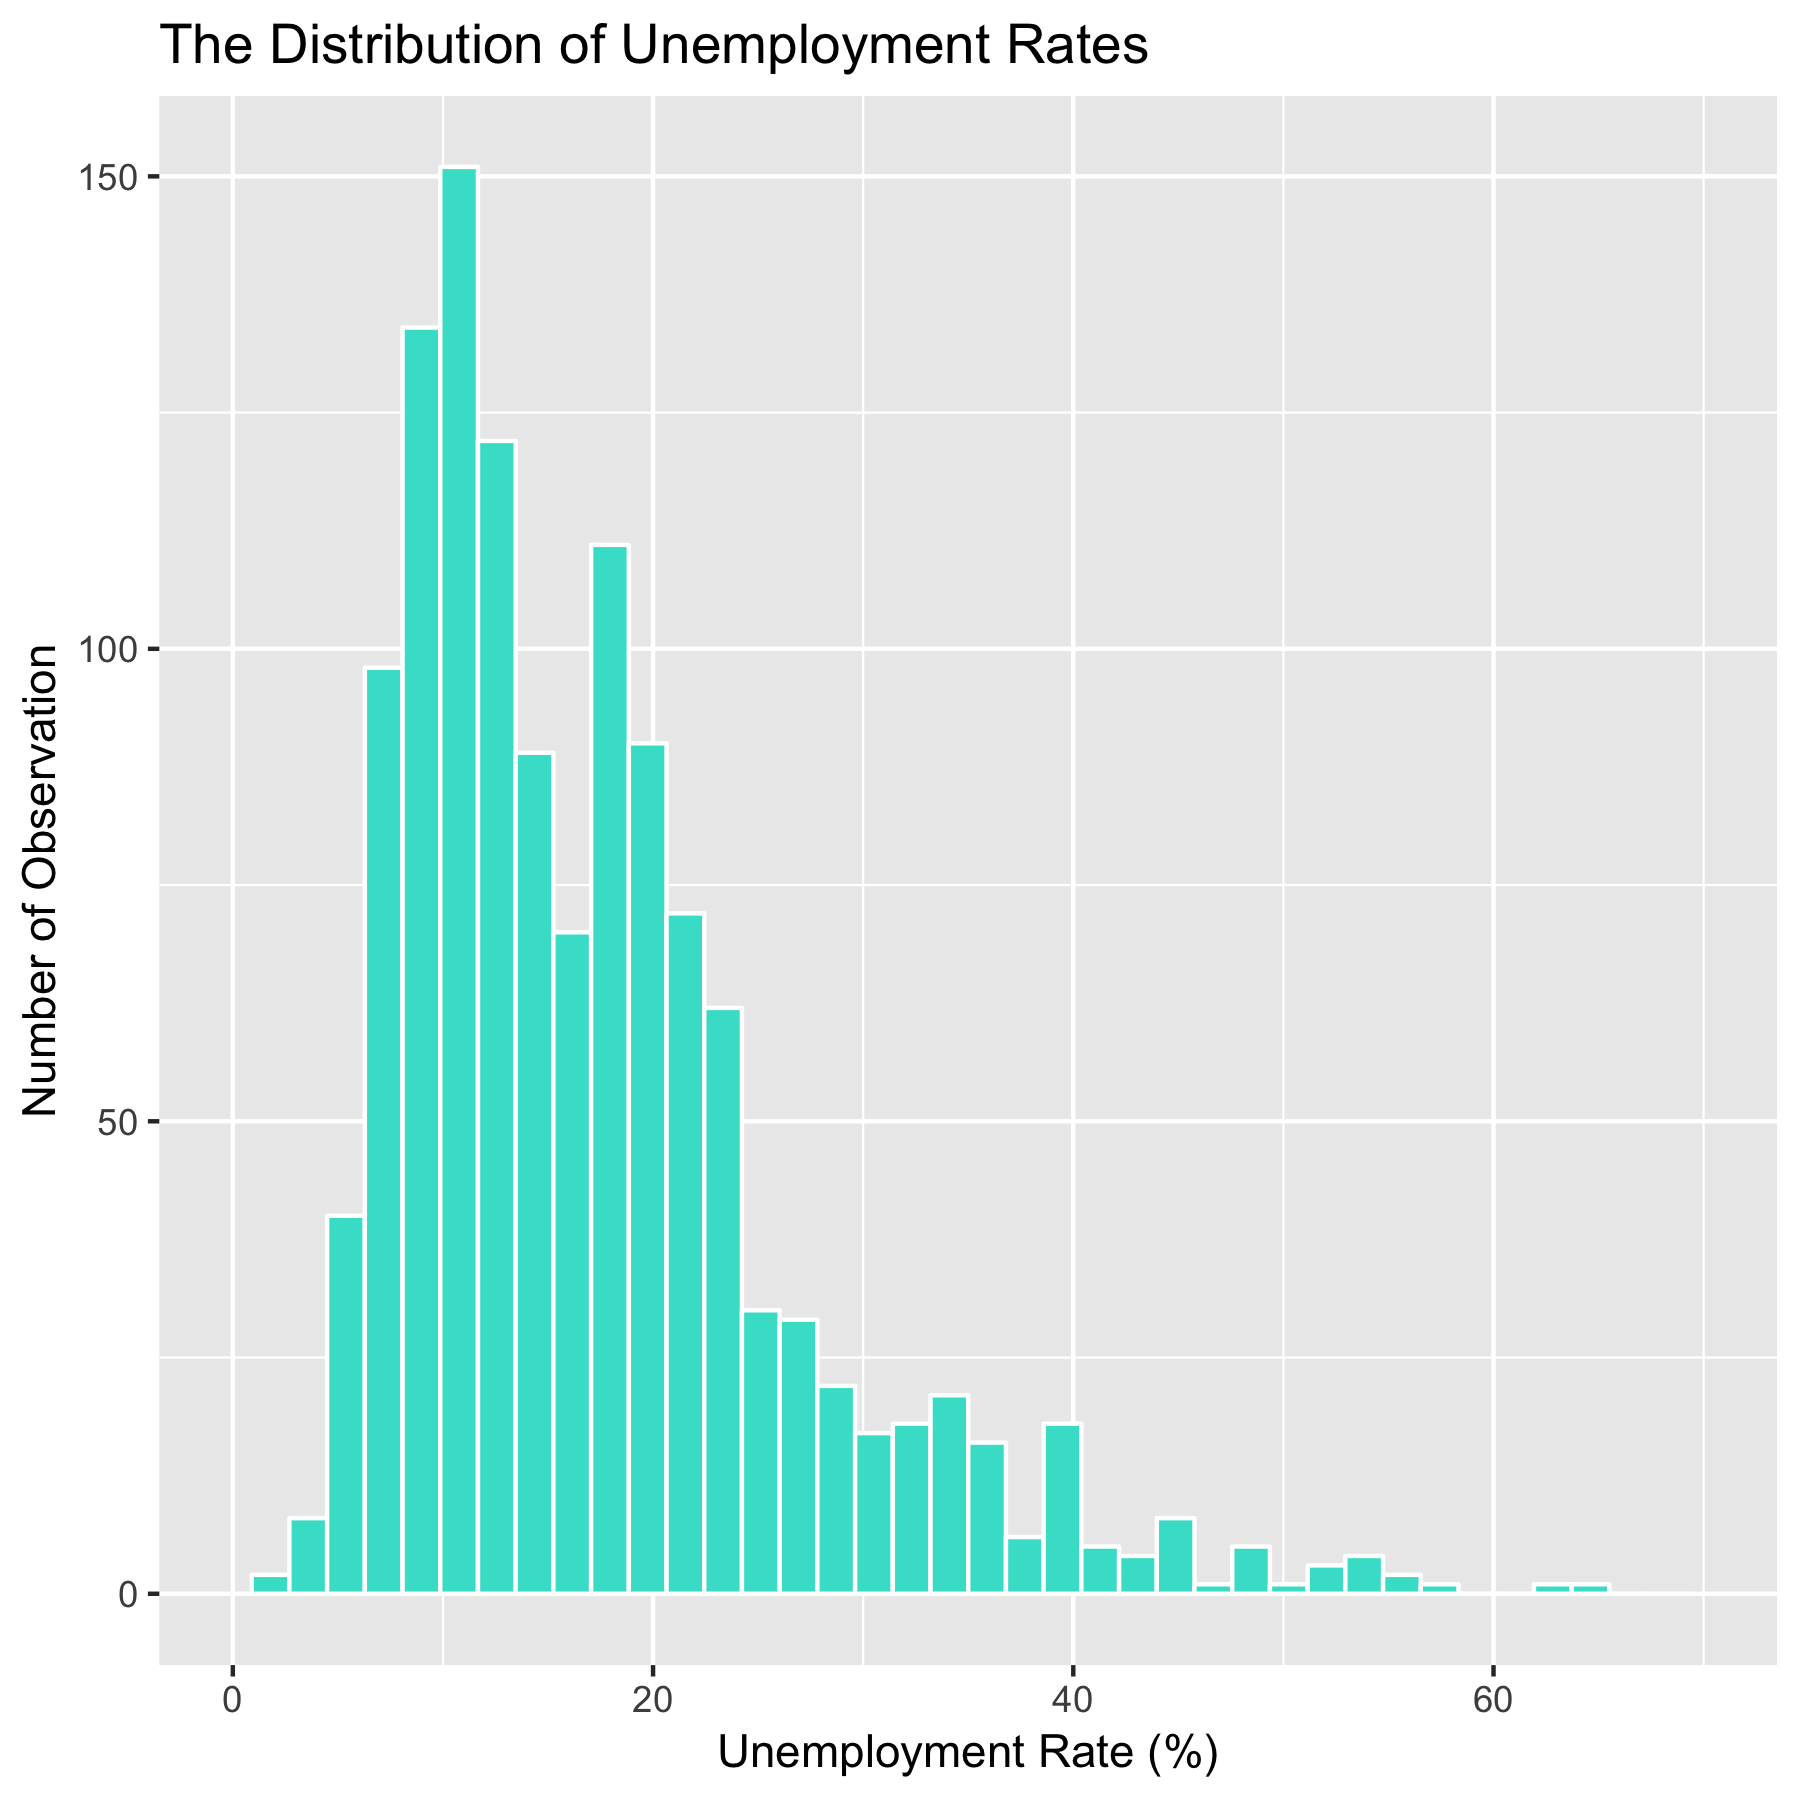 The Distribution of Unemployment Rates
150
100
50
0
Number of Observation
0 20 40 60
Unemployment Rate (%)